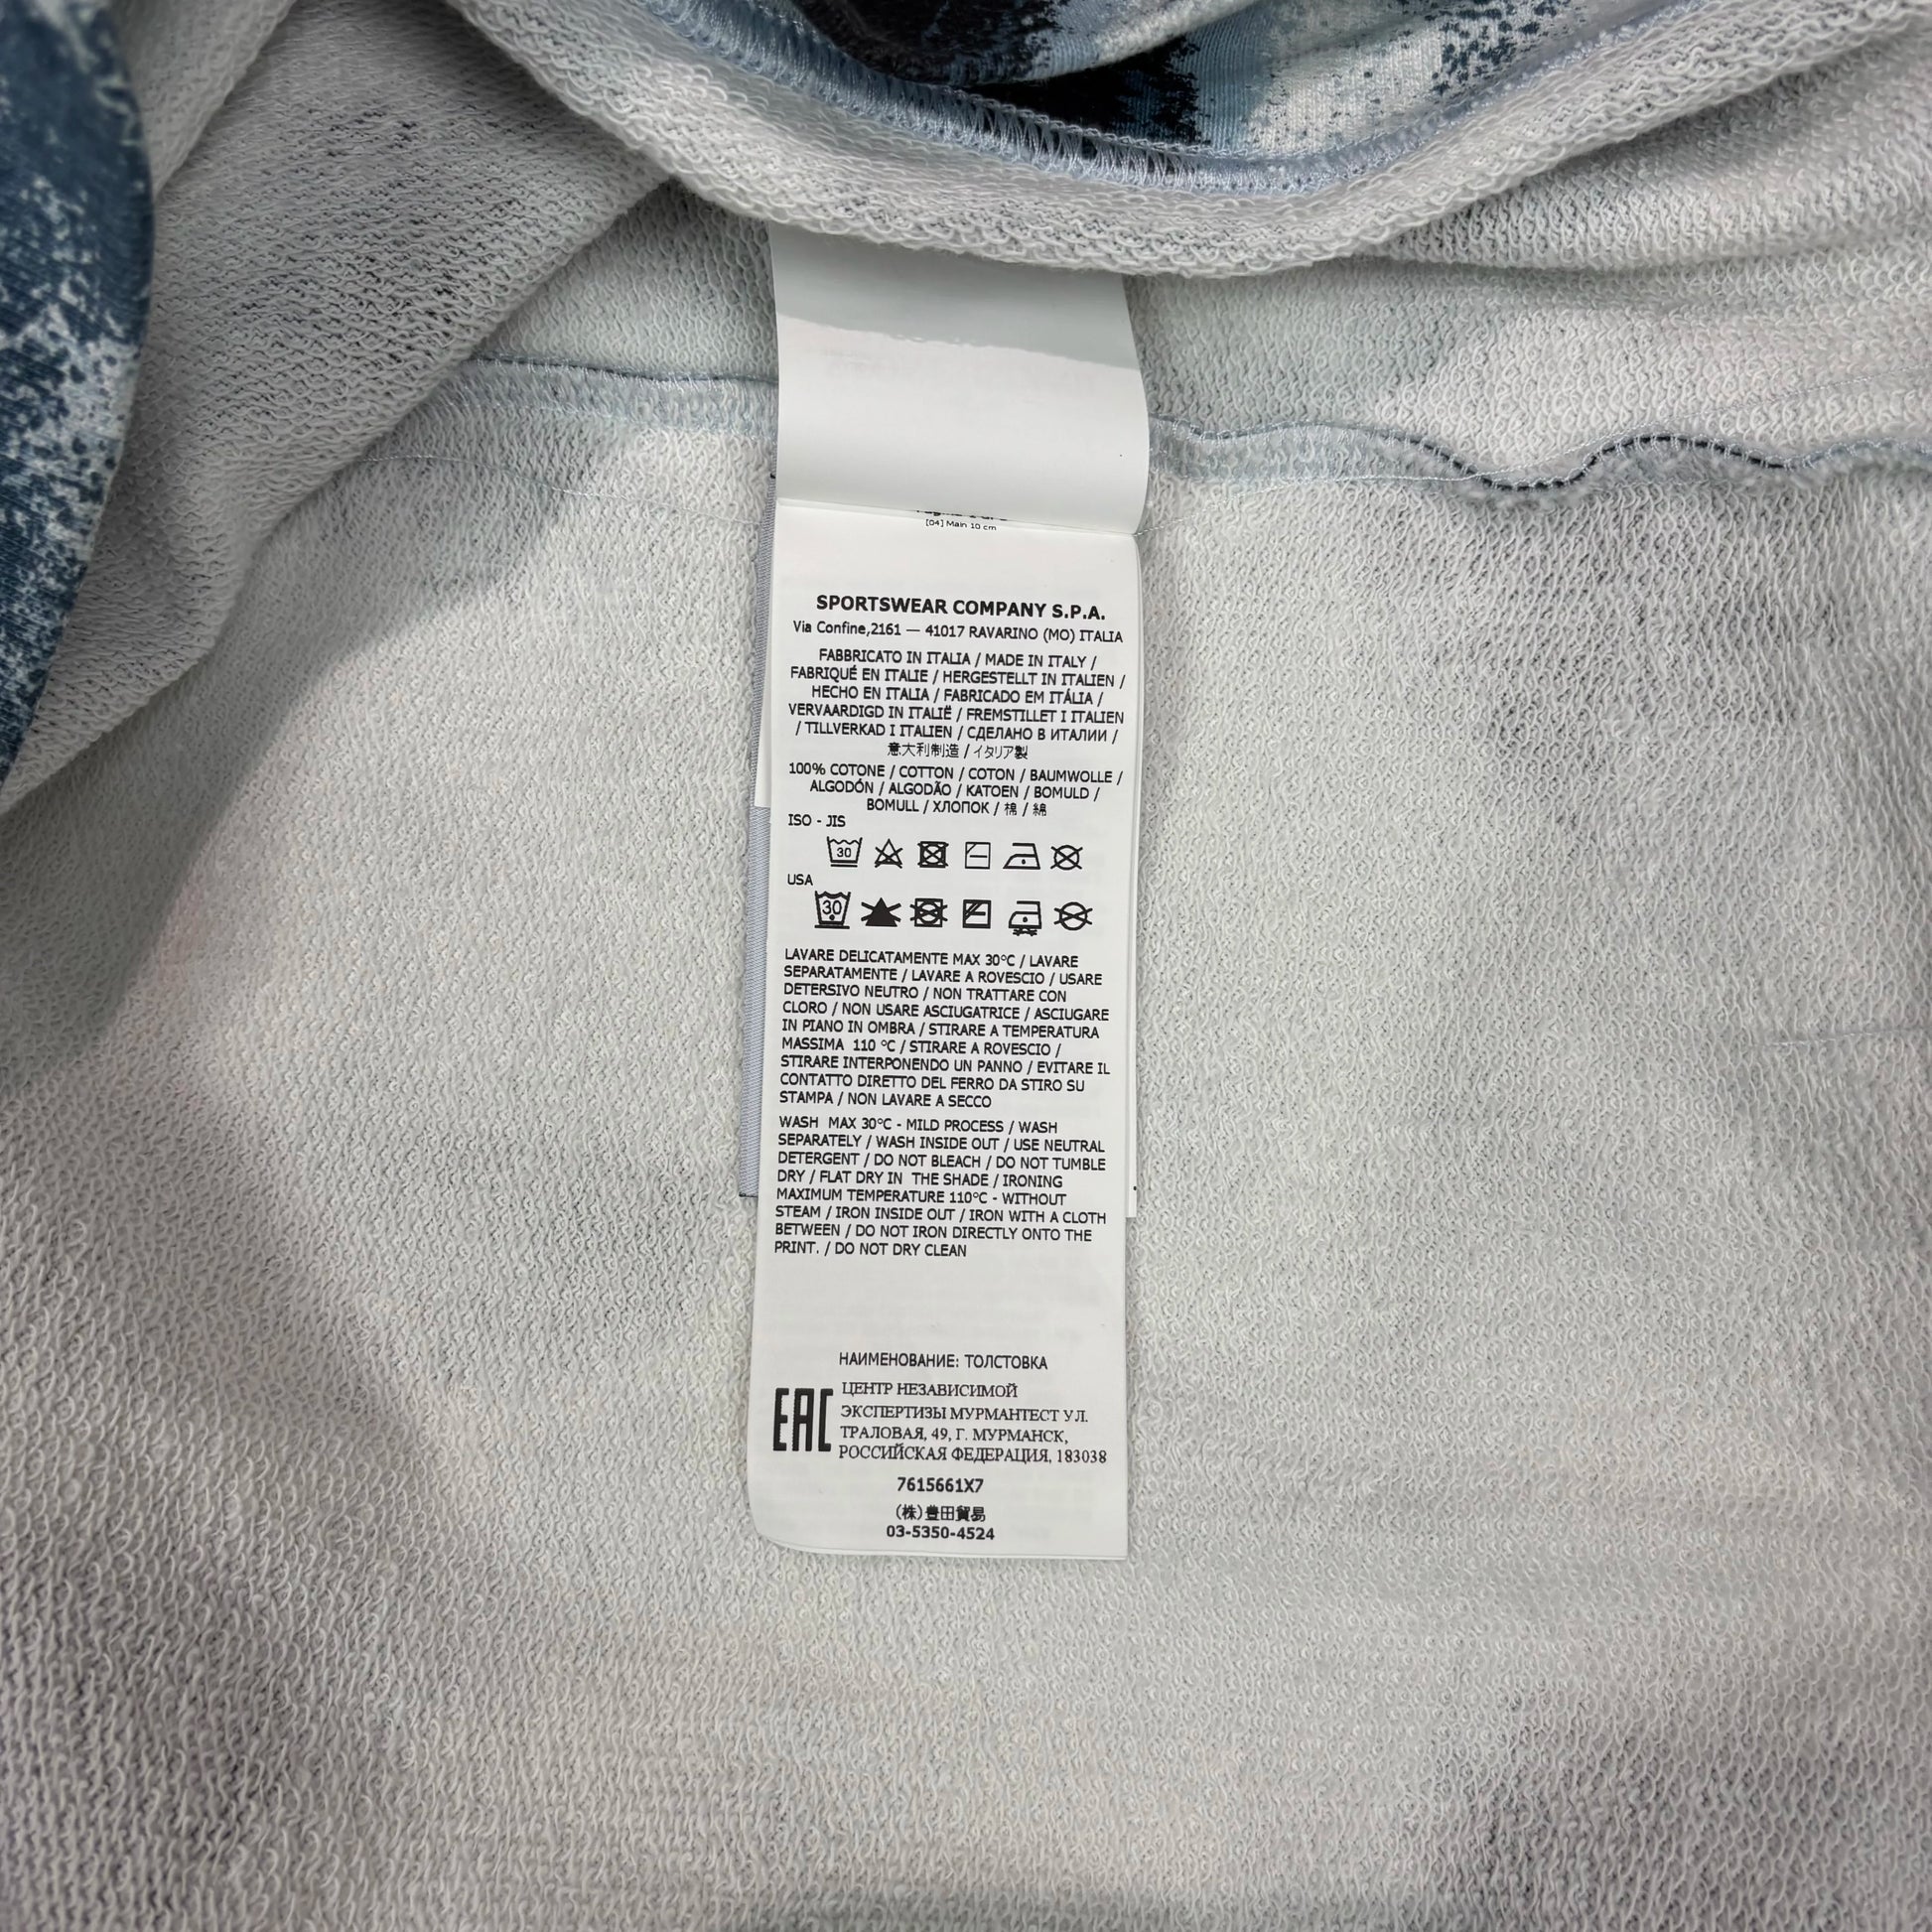 [04] Main 10 cm
SPORTSWEAR COMPANY S.P.A.
Via Confine,2161 — 41017 RAVARINO (MO) ITALIA
FABBRICATO IN ITALIA / MADE IN ITALY /
FABRIQUÉ EN ITALIE / HERGESTELLT IN ITALIEN /
HECHO EN ITALIA / FABRICADO EM ITÁLIA /
VERVAARDIGD IN ITALIË / FREMSTILLET I ITALIEN
/ TILLVERKAD I ITALIEN / СДЕЛАНО В ИТАЛИИ /
意大利制造 / イタリア製
100% COTONE / COTTON / COTON / BAUMWOLLE /
ALGODÓN / ALGODÃO / KATOEN / BOMULD /
BOMULL / ХЛОПОК / 棉 / 綿
ISO - JIS
30
USA
30
LAVARE DELICATAMENTE MAX 30°C / LAVARE
SEPARATAMENTE / LAVARE A ROVESCIO / USARE
DETERSIVO NEUTRO / NON TRATTARE CON
CLORO / NON USARE ASCIUGATRICE / ASCIUGARE
IN PIANO IN OMBRA / STIRARE A TEMPERATURA
MASSIMA 110 °C / STIRARE A ROVESCIO /
STIRARE INTERPONENDO UN PANNO / EVITARE IL
CONTATTO DIRETTO DEL FERRO DA STIRO SU
STAMPA / NON LAVARE A SECCO
WASH MAX 30°C - MILD PROCESS / WASH
SEPARATELY / WASH INSIDE OUT / USE NEUTRAL
DETERGENT / DO NOT BLEACH / DO NOT TUMBLE
DRY / FLAT DRY IN THE SHADE / IRONING
MAXIMUM TEMPERATURE 110°C - WITHOUT
STEAM / IRON INSIDE OUT / IRON WITH A CLOTH
BETWEEN / DO NOT IRON DIRECTLY ONTO THE
PRINT. / DO NOT DRY CLEAN
НАИМЕНОВАНИЕ: ТОЛСТОВКА
EAC
ЦЕНТР НЕЗАВИСИМОЙ
ЭКСПЕРТИЗЫ МУРМАНТЕСТ УЛ.
ТРАЛОВАЯ, 49, Г. МУРМАНСК,
РОССИЙСКАЯ ФЕДЕРАЦИЯ, 183038
7615661X7
(株)豊田貿易
03-5350-4524